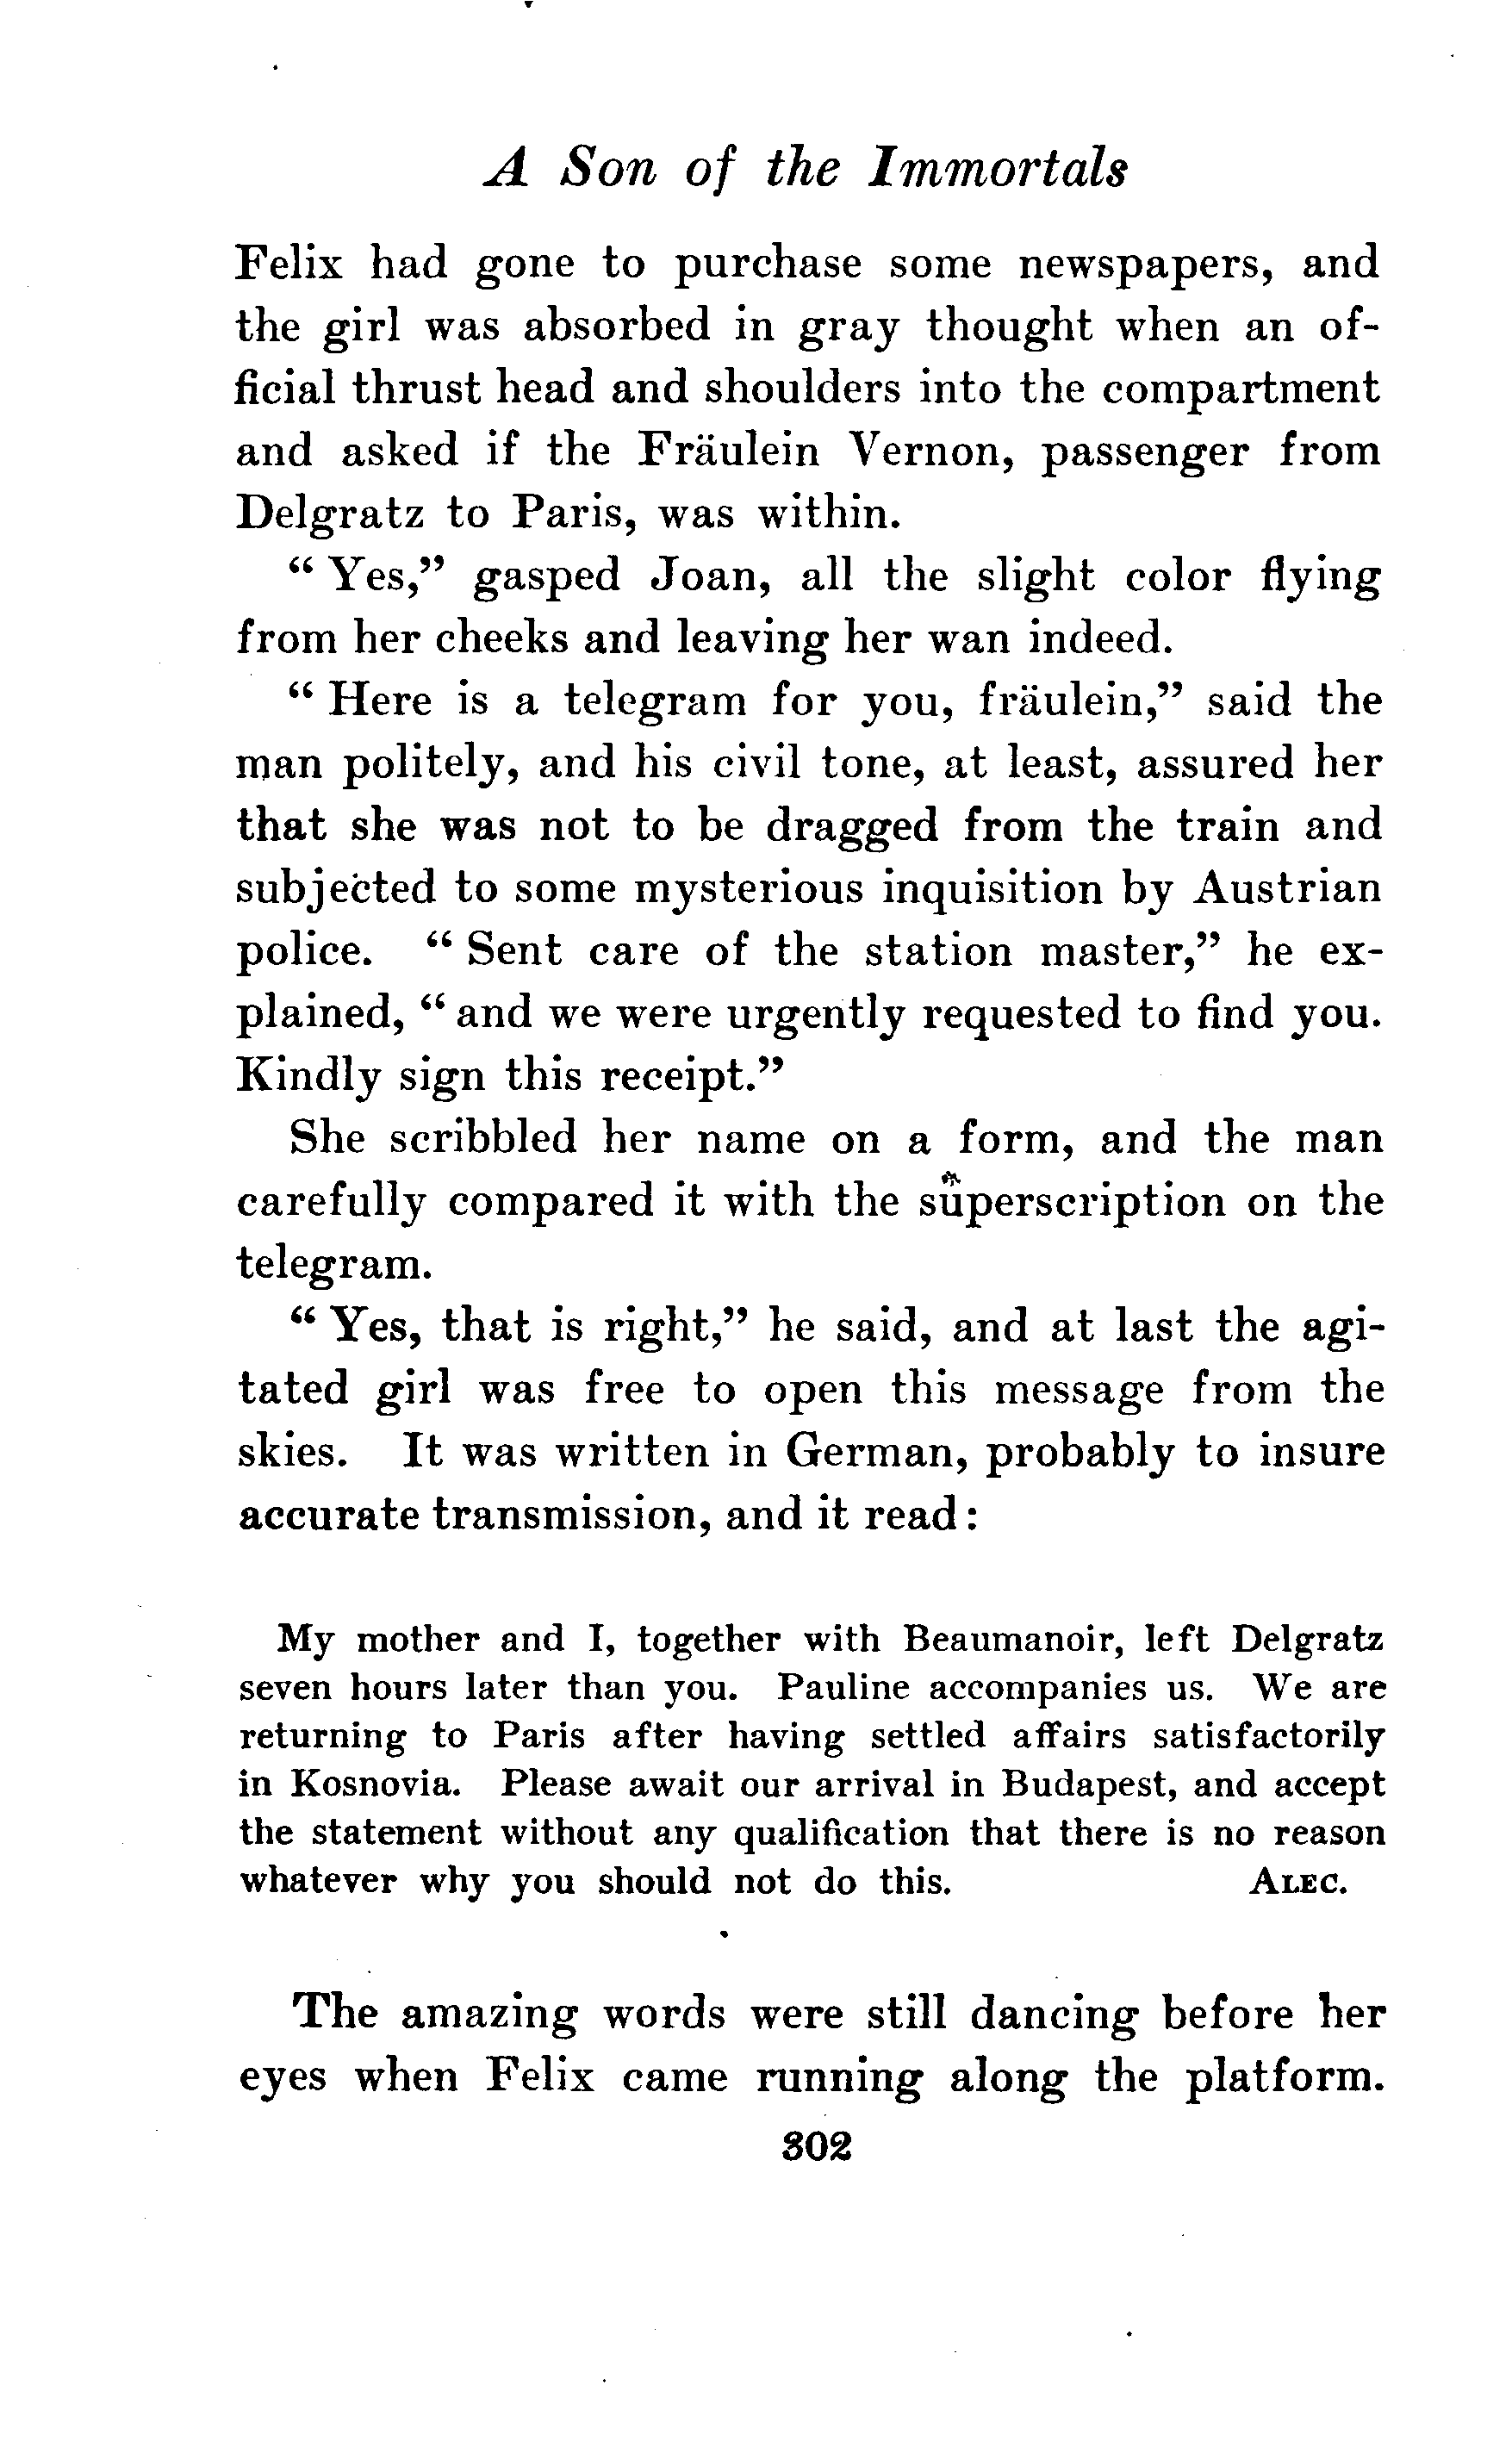 A Son of the Immortals
Felix had gone to purchase some newspapers, and
the girl was absorbed in gray thought when an of-
ficial thrust head and shoulders into the compartment
and asked if the Fräulein Vernon, passenger from
Delgratz to Paris, was within.
“Yes,” gasped Joan, all the slight color flying
from her cheeks and leaving her wan indeed.
“Here is a telegram for you, fräulein,” said the
man politely, and his civil tone, at least, assured her
that she was not to be dragged from the train and
subjected to some mysterious inquisition by Austrian
police. “Sent care of the station master,” he ex-
plained, “and we were urgently requested to find you.
Kindly sign this receipt.”
She scribbled her name on a form, and the man
carefully compared it with the superscription on the
telegram.
“Yes, that is right,” he said, and at last the agi-
tated girl was free to open this message from the
skies. It was written in German, probably to insure
accurate transmission, and it read:
My mother and I, together with Beaumanoir, left Delgratz
seven hours later than you. Pauline accompanies us. We are
returning to Paris after having settled affairs satisfactorily
in Kosnovia. Please await our arrival in Budapest, and accept
the statement without any qualification that there is no reason
whatever why you should not do this. ALEC.
The amazing words were still dancing before her
eyes when Felix came running along the platform.
302